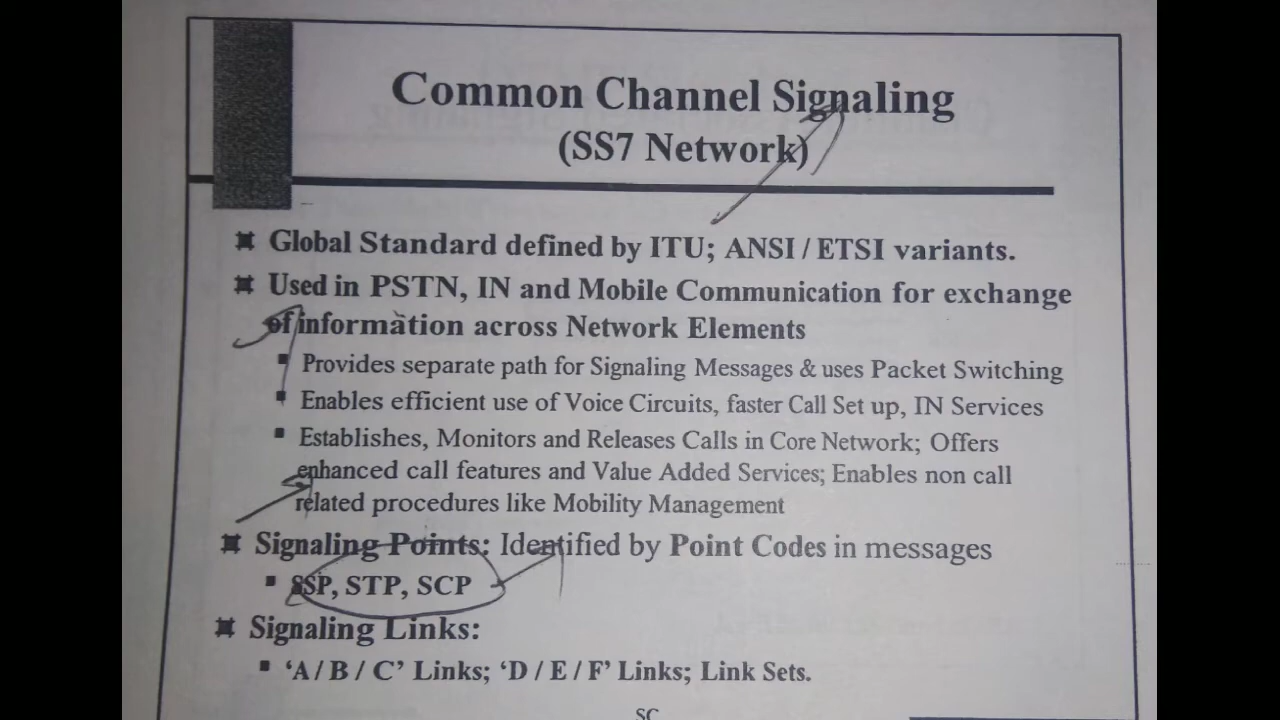 Common Channel Signaling
(SS7 Network)
Global Standard defined by ITU; ANSI / ETSI variants.
Used in PSTN, IN and Mobile Communication for exchange
of information across Network Elements
Provides separate path for Signaling Messages & uses Packet Switching
Enables efficient use of Voice Circuits, faster Call Set up, IN Services
Establishes, Monitors and Releases Calls in Core Network; Offers
enhanced call features and Value Added Services; Enables non call
related procedures like Mobility Management
Signaling Points: Identified by Point Codes in messages
SSP, STP, SCP
Signaling Links:
‘A / B / C’ Links; ‘D / E / F’ Links; Link Sets.
SC